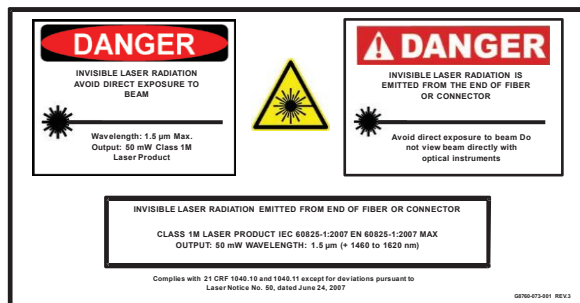 DANGER
INVISIBLE LASER RADIATION
AVOID DIRECT EXPOSURE TO
BEAM
Wavelength: 1.5 µm Max.
Output: 50 mW Class 1M
Laser Product
DANGER
INVISIBLE LASER RADIATION IS
EMITTED FROM THE END OF FIBER
OR CONNECTOR
Avoid direct exposure to beam Do
not view beam directly with
optical instruments
INVISIBLE LASER RADIATION EMITTED FROM END OF FIBER OR CONNECTOR
CLASS 1M LASER PRODUCT IEC 60825-1:2007 EN 60825-1:2007 MAX
OUTPUT: 50 mW WAVELENGTH: 1.5 µm (+ 1460 to 1620 nm)
Complies with 21 CRF 1040.10 and 1040.11 except for deviations pursuant to
Laser Notice No. 50, dated June 24, 2007
G8760-073-001 REV.3